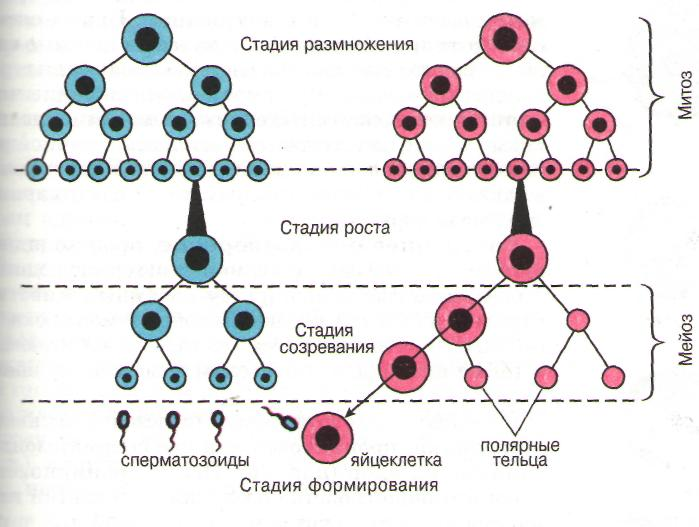 Стадия размножения
Митоз
Стадия роста
Стадия
созревания
Мейоз
сперматозоиды
яйцеклетка
полярные
тельца
Стадия формирования